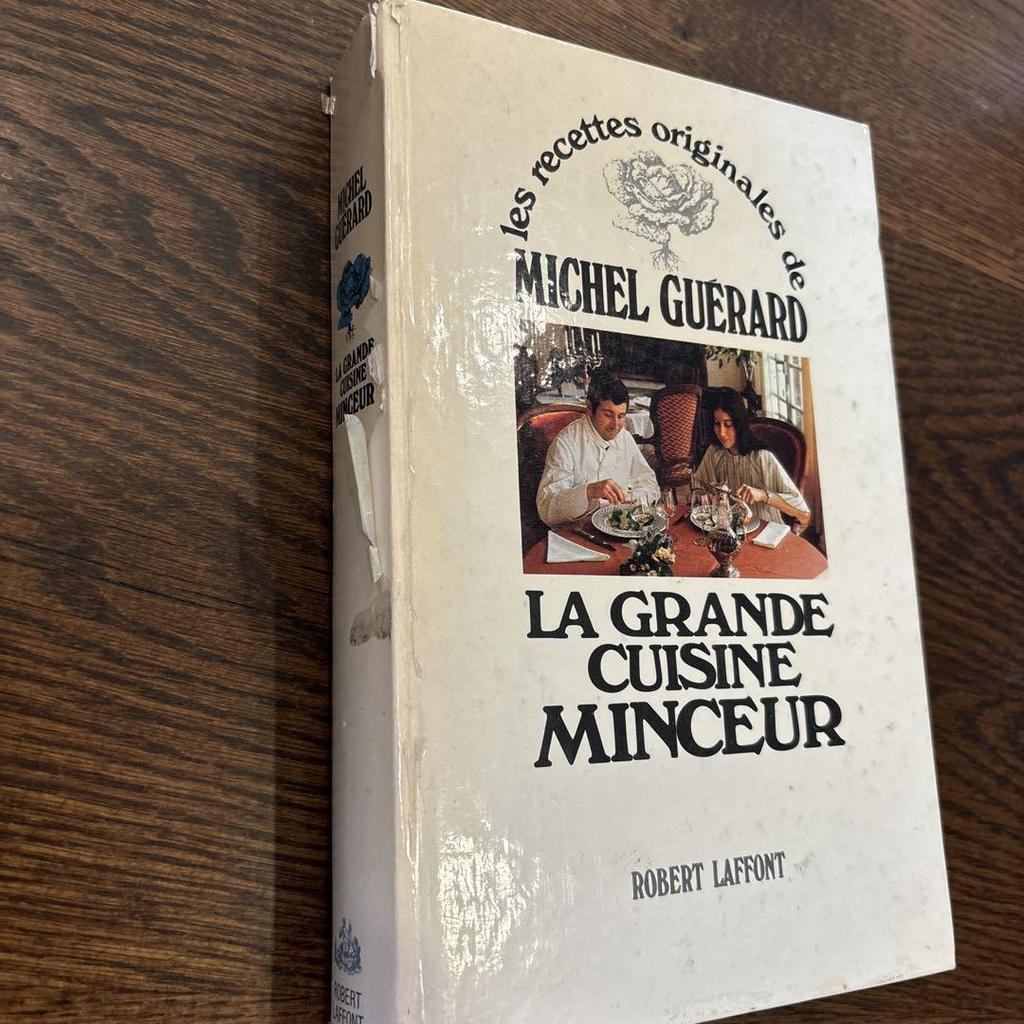 les recettes originales de
MICHEL GUÉRARD
LA GRANDE
CUISINE
MINCEUR
ROBERT LAFFONT
MICHEL
GUÉRARD
LA GRANDE
CUISINE
MINCEUR
ROBERT
LAFFONT